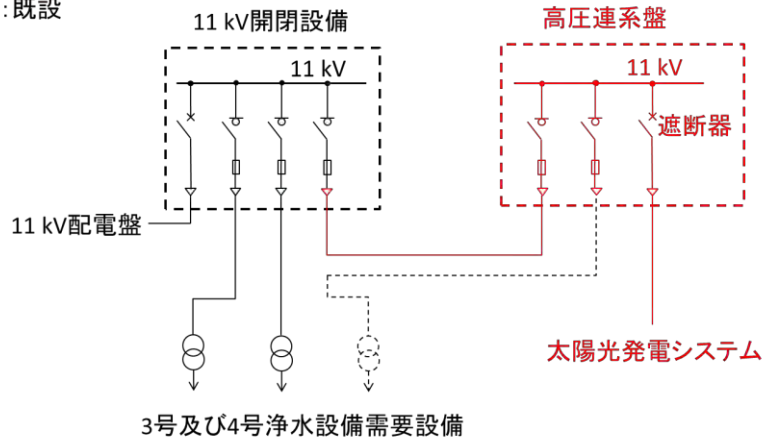 :既設
11 kV開閉設備
高圧連系盤
11 kV
11 kV
遮断器
11 kV配電盤
太陽光発電システム
3号及び4号浄水設備需要設備